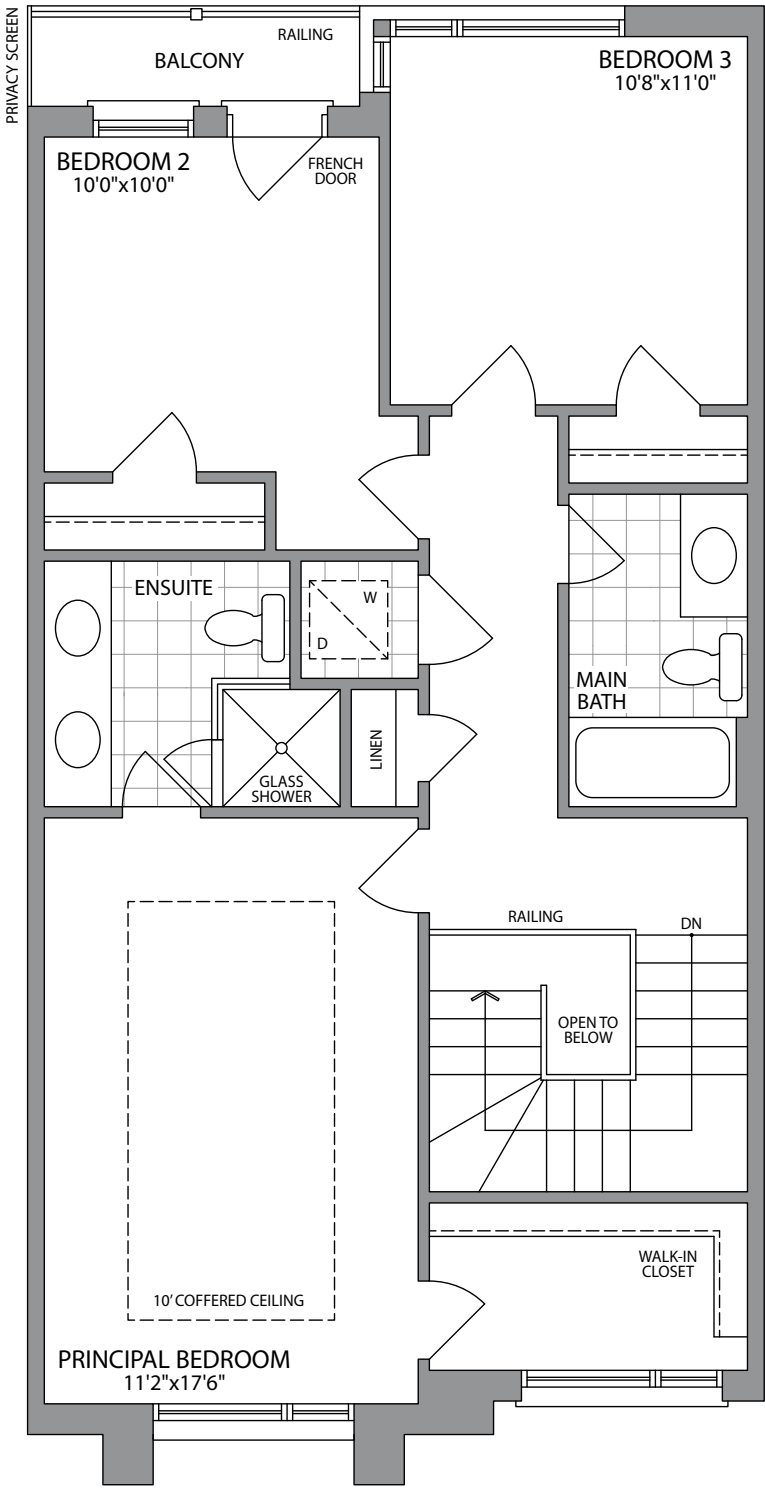 PRIVACY SCREEN
RAILING
BALCONY
BEDROOM 3
10'8"x11'0"
BEDROOM 2
10'0"x10'0"
FRENCH
DOOR
ENSUITE
W
D
MAIN
BATH
LINEN
GLASS
SHOWER
RAILING
DN
OPEN TO
BELOW
WALK-IN
CLOSET
10' COFFERED CEILING
PRINCIPAL BEDROOM
11'2"x17'6"